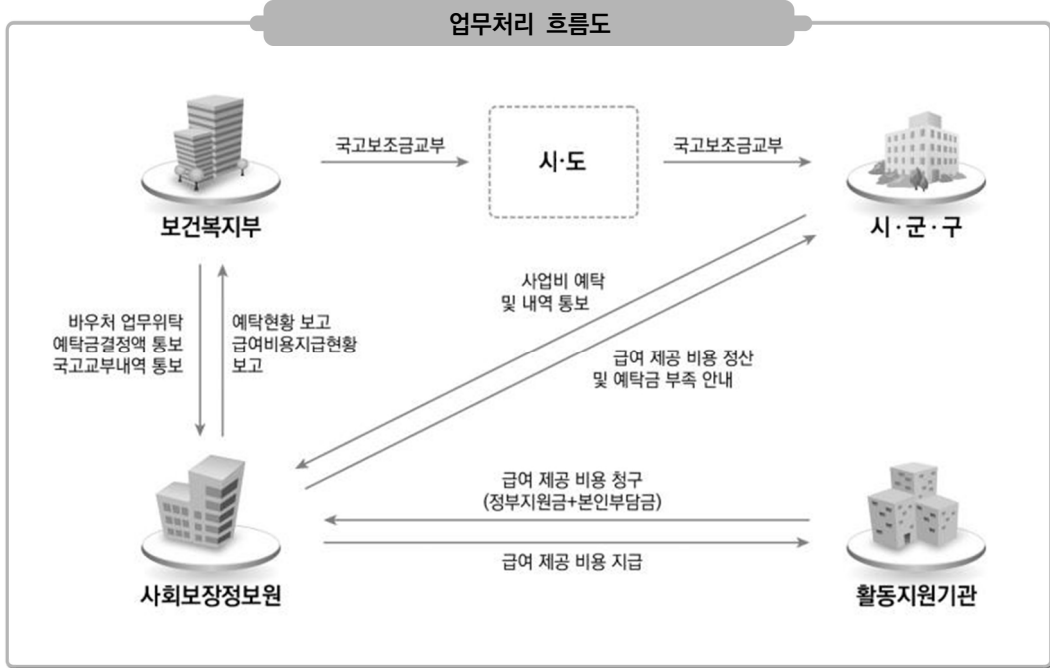 업무처리 흐름도
국고보조금교부
시·도
국고보조금교부
보건복지부
시·군·구
사업비 예탁
및 내역 통보
바우처 업무위탁
예탁금결정액 통보
국고교부내역 통보
예탁현황 보고
급여비용지급현황
보고
급여 제공 비용 정산
및 예탁금 부족 안내
급여 제공 비용 청구
(정부지원금+본인부담금)
급여 제공 비용 지급
사회보장정보원
활동지원기관